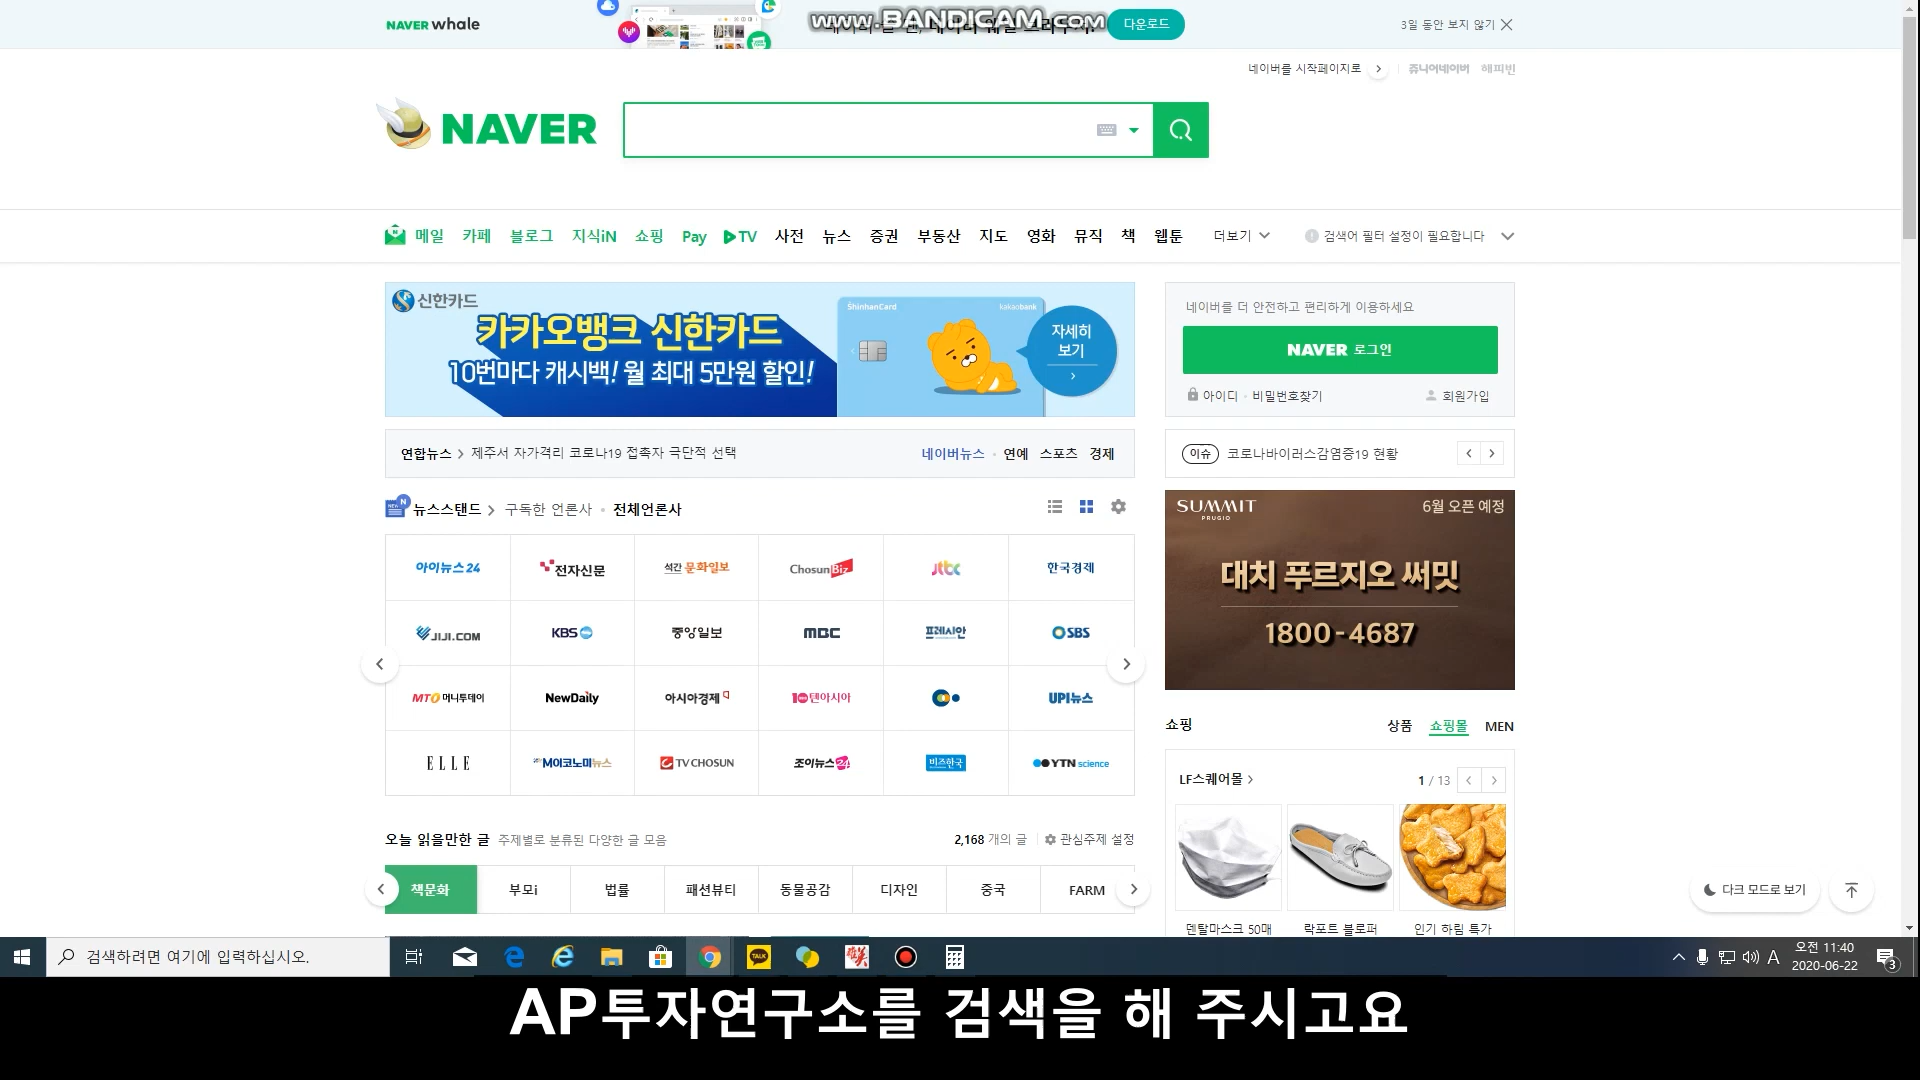 NAVER whale
www.BANDICAM.com
다운로드
3일 동안 보지 않기
네이버를 시작페이지로
쥬니어네이버 해피빈
NAVER
메일 카페 블로그 지식iN 쇼핑 Pay TV 사전 뉴스 증권 부동산 지도 영화 뮤직 책 웹툰 더보기
검색어 필터 설정이 필요합니다
신한카드
카카오뱅크 신한카드
10번마다 캐시백! 월 최대 5만원 할인!
ShinhanCard kakaobank
자세히
보기
네이버를 더 안전하고 편리하게 이용하세요
NAVER 로그인
아이디 · 비밀번호찾기 회원가입
연합뉴스 > 제주서 자가격리 코로나19 접촉자 극단적 선택
네이버뉴스 · 연예 스포츠 경제
이슈 코로나바이러스감염증19 현황
뉴스스탠드 > 구독한 언론사 · 전체언론사
아이뉴스24 전자신문 석간 문화일보 ChosunBiz jtbc 한국경제
JIJI.COM KBS 중앙일보 MBC 프레시안 SBS
MT 머니투데이 NewDaily 아시아경제 10 텐아시아 UPI뉴스
ELLE M이코노미뉴스 TV CHOSUN 조이뉴스24 비즈한국 YTN science
SUMMIT
PRUGIO
6월 오픈 예정
대치 푸르지오 써밋
1800-4687
쇼핑 상품 쇼핑몰 MEN
LF스퀘어몰 > 1 / 13
덴탈마스크 50매 락포트 블로퍼 인기 하림 특가
오늘 읽을만한 글 주제별로 분류된 다양한 글 모음
2,168 개의 글 관심주제 설정
책문화 부모i 법률 패션뷰티 동물공감 디자인 중국 FARM
다크 모드로 보기
검색하려면 여기에 입력하십시오.
TALK
A
오전 11:40
2020-06-22
3
AP투자연구소를 검색을 해 주시고요